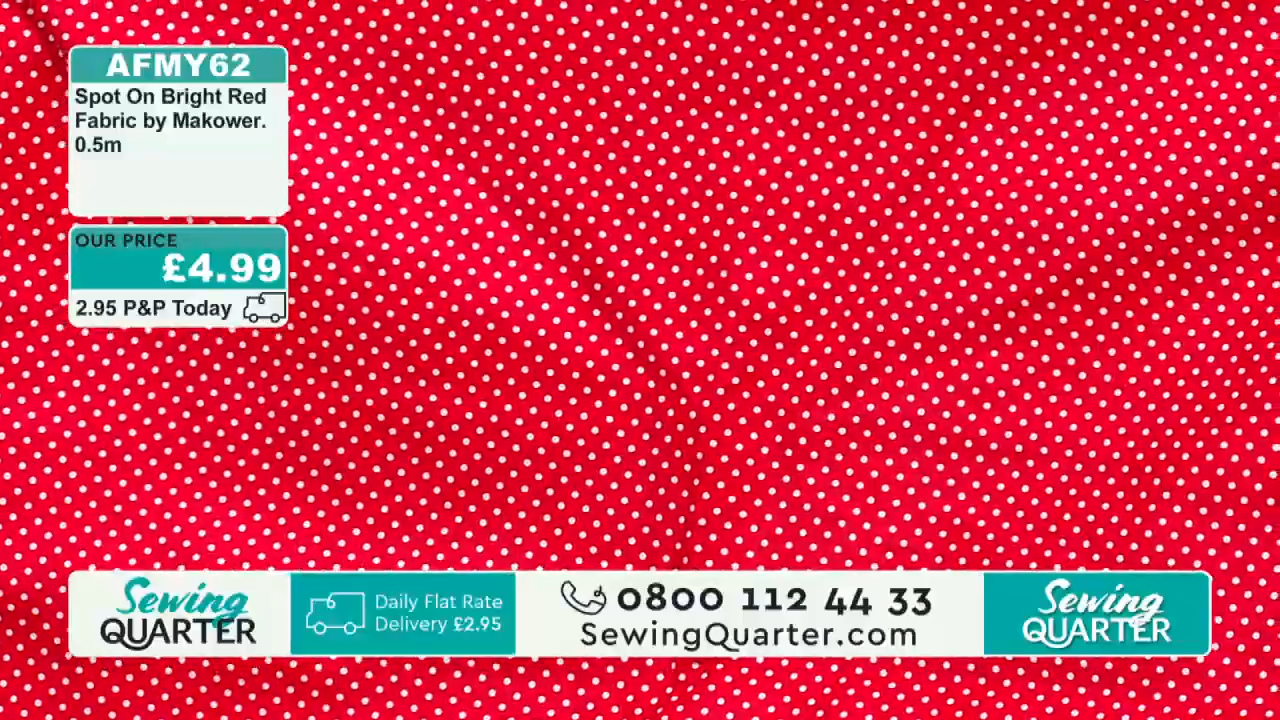 AFMY62
Spot On Bright Red
Fabric by Makower.
0.5m
OUR PRICE
£4.99
2.95 P&P Today
Sewing
QUARTER
Daily Flat Rate
Delivery £2.95
0800 112 44 33
SewingQuarter.com
Sewing
QUARTER